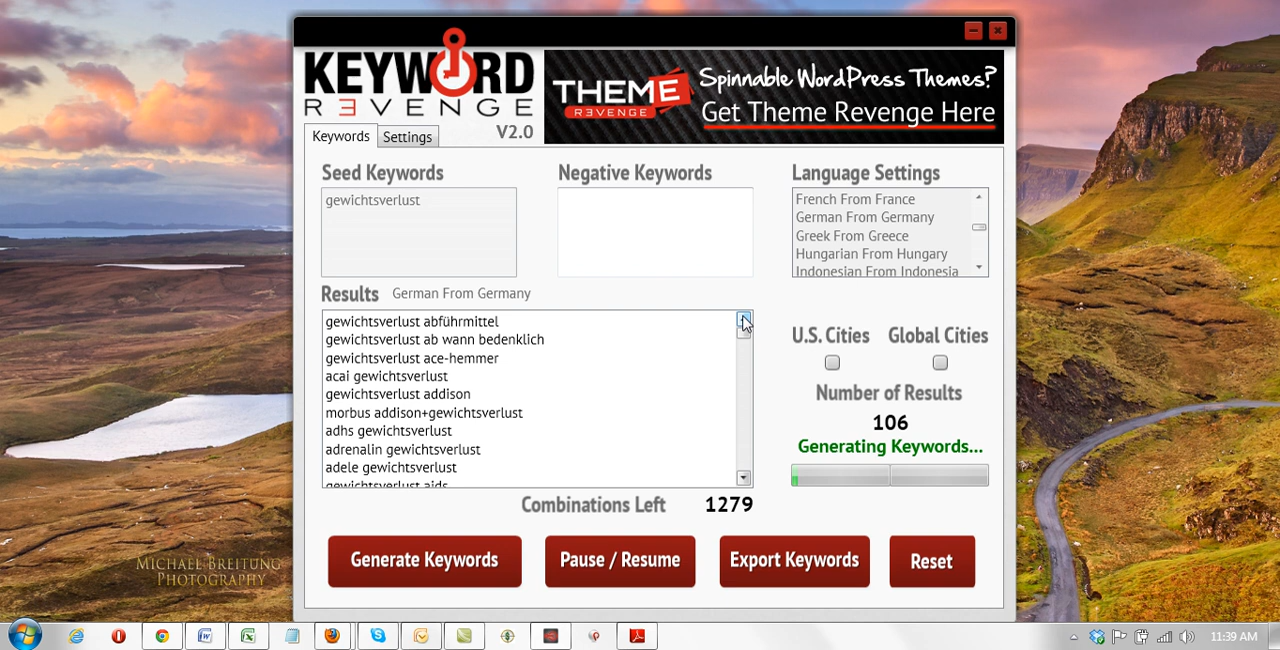 KEYWORD
REVENGE
V2.0
THEME
REVENGE
Spinnable WordPress Themes?
Get Theme Revenge Here
Keywords
Settings
Seed Keywords
Negative Keywords
Language Settings
gewichtsverlust
French From France
German From Germany
Greek From Greece
Hungarian From Hungary
Indonesian From Indonesia
Results
German From Germany
gewichtsverlust abführmittel
gewichtsverlust ab wann bedenklich
gewichtsverlust ace-hemmer
acai gewichtsverlust
gewichtsverlust addison
morbus addison+gewichtsverlust
adhs gewichtsverlust
adrenalin gewichtsverlust
adele gewichtsverlust
gewichtsverlust aids
U.S. Cities
Global Cities
Number of Results
106
Generating Keywords...
Combinations Left
1279
Generate Keywords
Pause / Resume
Export Keywords
Reset
Michael Breitung
Photography
11:39 AM